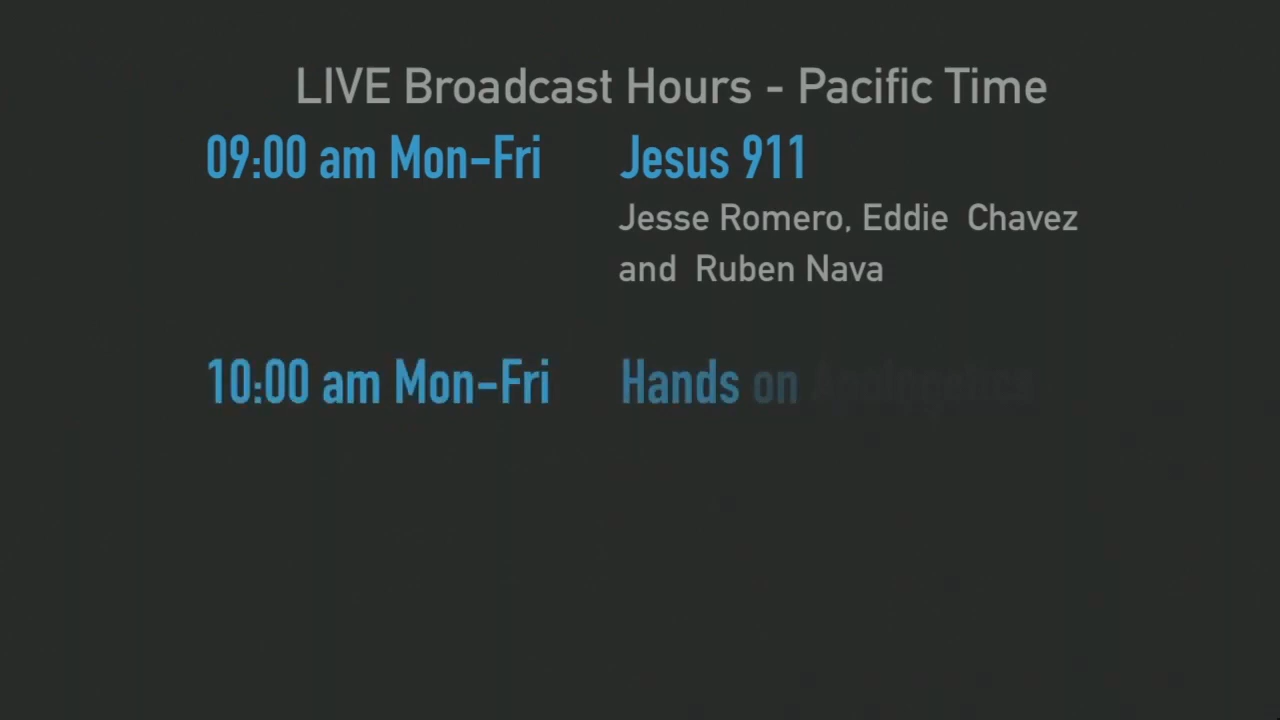 LIVE Broadcast Hours - Pacific Time
09:00 am Mon-Fri Jesus 911
Jesse Romero, Eddie Chavez
and Ruben Nava
10:00 am Mon-Fri Hands on Apologetics